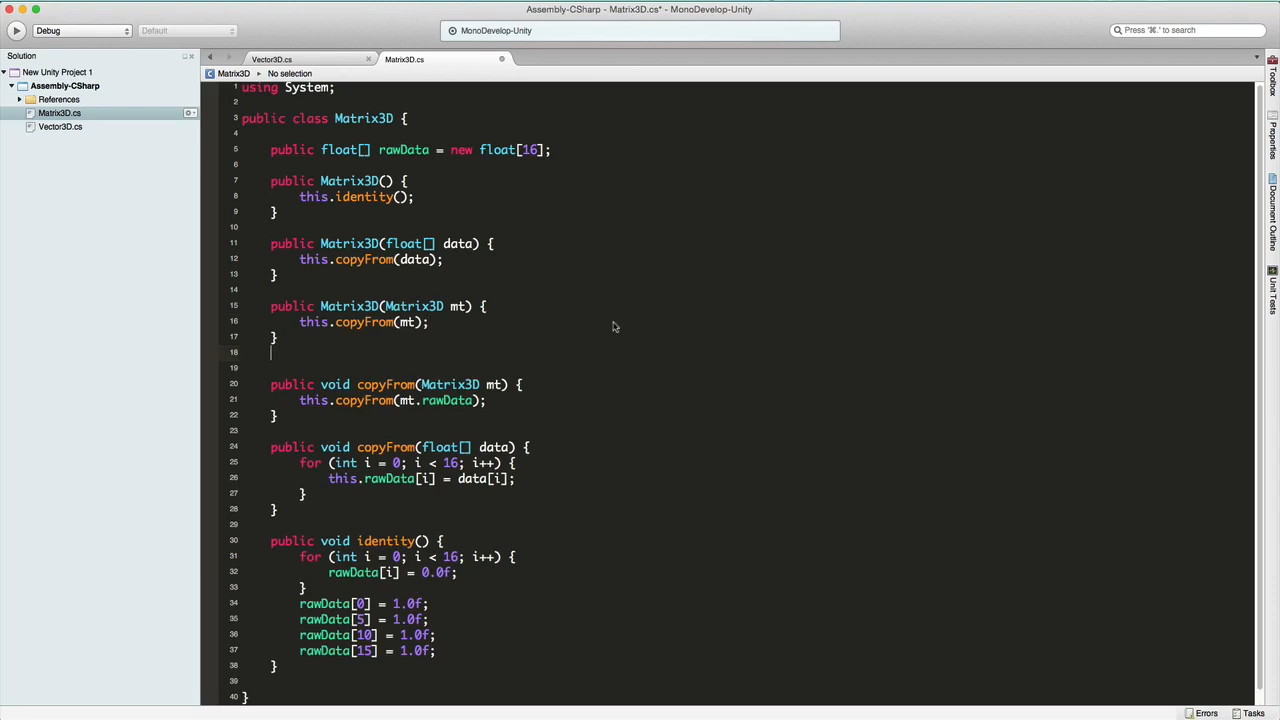 Assembly-CSharp - Matrix3D.cs* - MonoDevelop-Unity
Debug
Default
MonoDevelop-Unity
Press '⌘.' to search
Solution
Vector3D.cs
Matrix3D.cs
New Unity Project 1
Assembly-CSharp
References
Matrix3D.cs
Vector3D.cs
Matrix3D
No selection
1 using System;
2
3 public class Matrix3D {
4
5 public float[] rawData = new float[16];
6
7 public Matrix3D() {
8 this.identity();
9 }
10
11 public Matrix3D(float[] data) {
12 this.copyFrom(data);
13 }
14
15 public Matrix3D(Matrix3D mt) {
16 this.copyFrom(mt);
17 }
18
19
20 public void copyFrom(Matrix3D mt) {
21 this.copyFrom(mt.rawData);
22 }
23
24 public void copyFrom(float[] data) {
25 for (int i = 0; i < 16; i++) {
26 this.rawData[i] = data[i];
27 }
28 }
29
30 public void identity() {
31 for (int i = 0; i < 16; i++) {
32 rawData[i] = 0.0f;
33 }
34 rawData[0] = 1.0f;
35 rawData[5] = 1.0f;
36 rawData[10] = 1.0f;
37 rawData[15] = 1.0f;
38 }
39
40 }
Toolbox
Properties
Document Outline
Unit Tests
Errors
Tasks